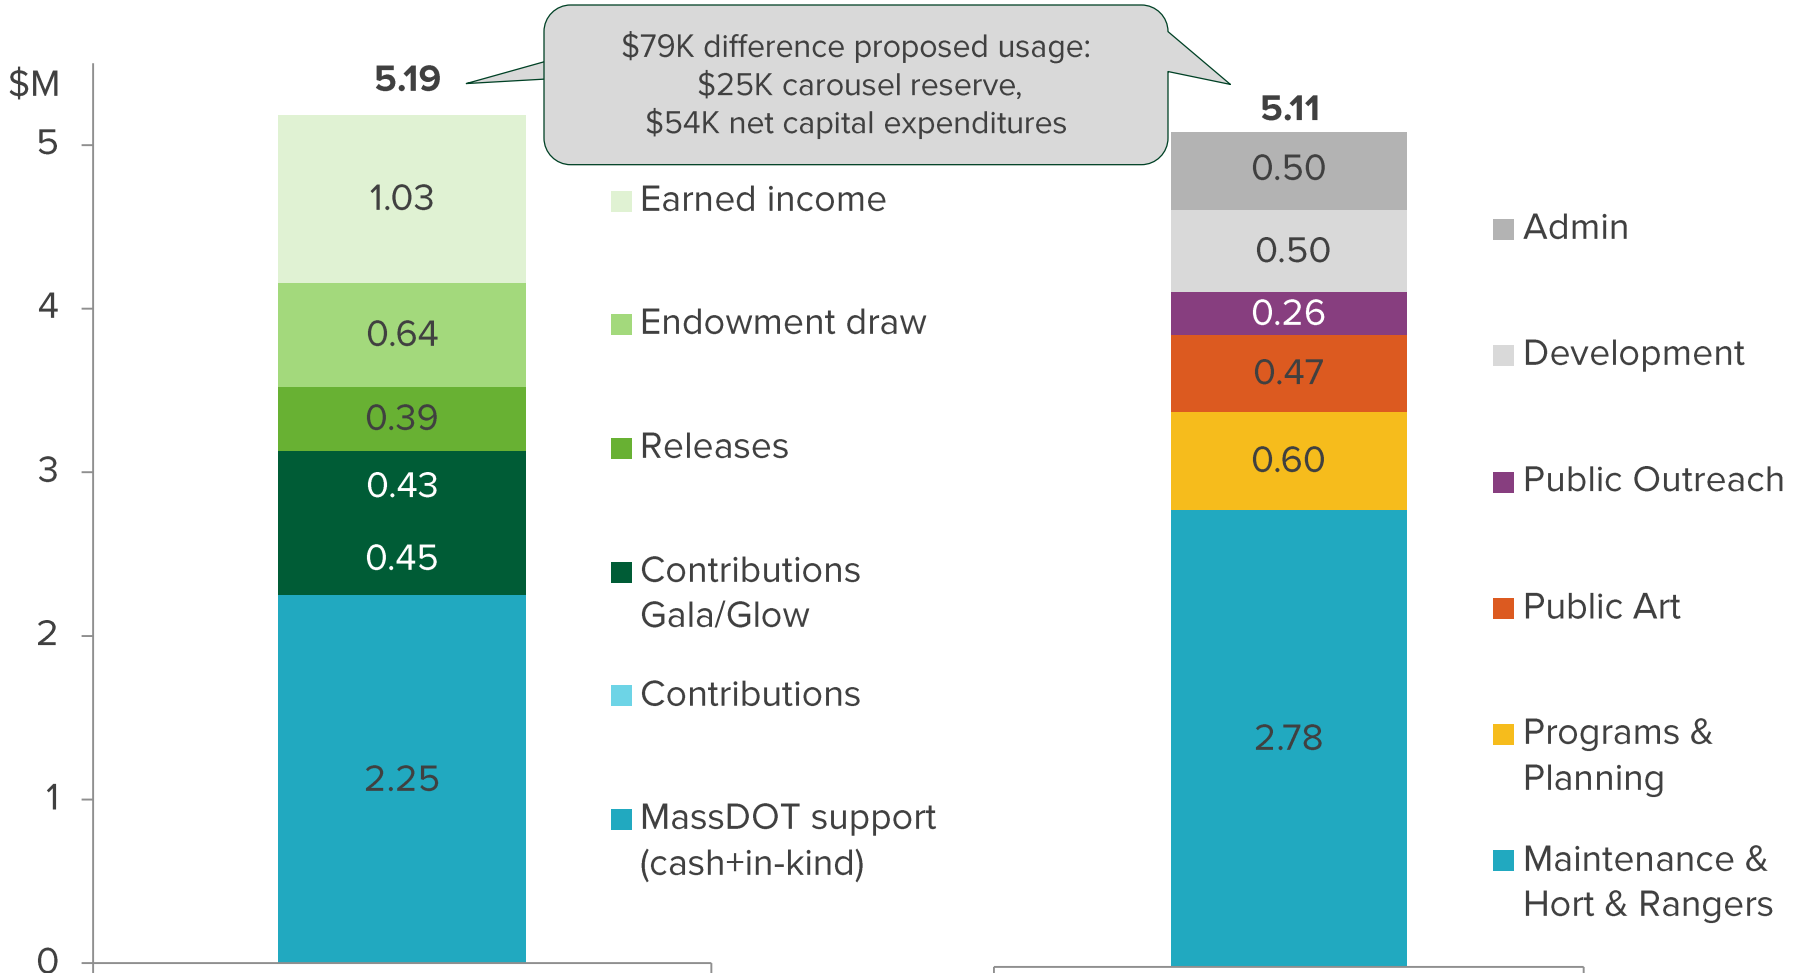 $79K difference proposed usage:
$25K carousel reserve,
$54K net capital expenditures
$M
5.19
5
4
3
2
1
0
1.03
0.64
0.39
0.43
0.45
2.25
Earned income
Endowment draw
Releases
Contributions
Gala/Glow
Contributions
MassDOT support
(cash+in-kind)
5.11
0.50
0.50
0.26
0.47
0.60
2.78
Admin
Development
Public Outreach
Public Art
Programs &
Planning
Maintenance &
Hort & Rangers